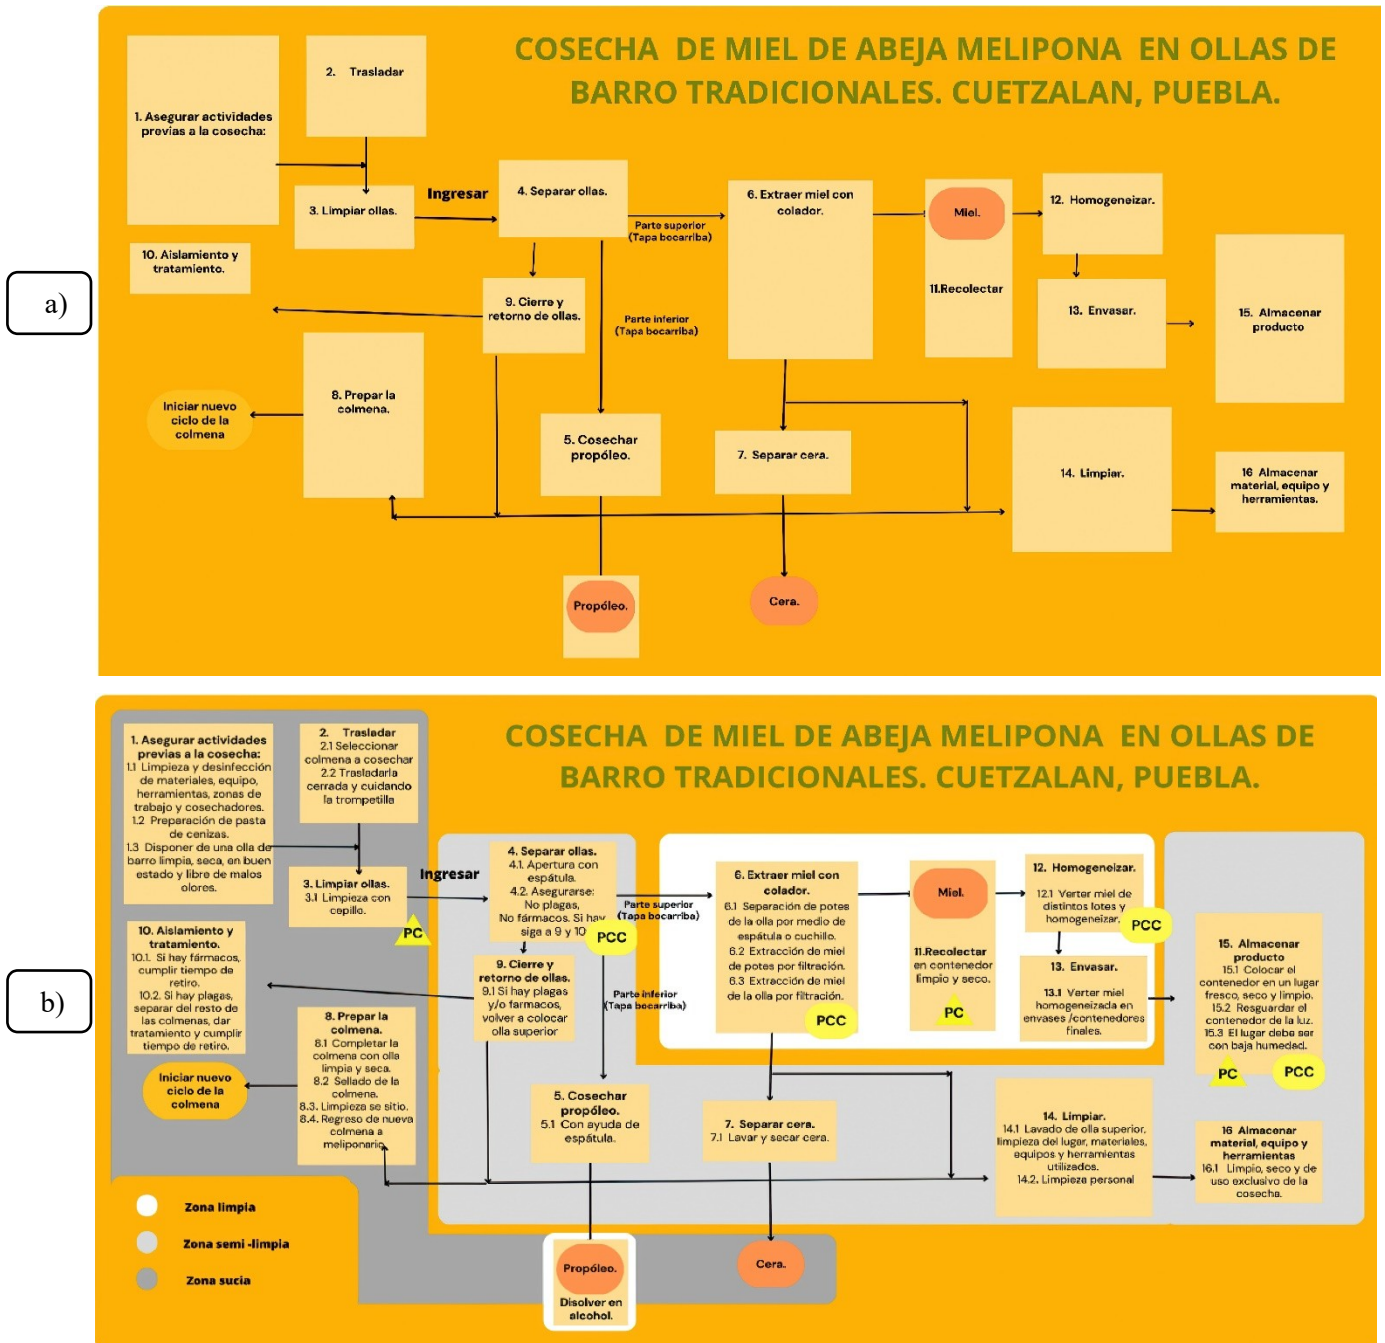 a)
COSECHA DE MIEL DE ABEJA MELIPONA EN OLLAS DE
BARRO TRADICIONALES. CUETZALAN, PUEBLA.
1. Asegurar actividades
previas a la cosecha:
2. Trasladar
3. Limpiar ollas.
Ingresar
4. Separar ollas.
Parte superior
(Tapa bocarriba)
6. Extraer miel con
colador.
Miel.
11.Recolectar
12. Homogeneizar.
10. Aislamiento y
tratamiento.
9. Cierre y
retorno de ollas.
Parte inferior
(Tapa bocarriba)
13. Envasar.
15. Almacenar
producto
8. Prepar la
colmena.
Iniciar nuevo
ciclo de la
colmena
5. Cosechar
propóleo.
7. Separar cera.
14. Limpiar.
16 Almacenar
material, equipo y
herramientas.
Propóleo.
Cera.
b)
COSECHA DE MIEL DE ABEJA MELIPONA EN OLLAS DE
BARRO TRADICIONALES. CUETZALAN, PUEBLA.
1. Asegurar actividades
previas a la cosecha:
1.1 Limpieza y desinfección
de materiales, equipo,
herramientas, zonas de
trabajo y cosechadores.
1.2 Preparación de pasta
de cenizas.
1.3 Disponer de una olla de
barro limpia, seca, en buen
estado y libre de malos
olores.
2. Trasladar
2.1 Seleccionar
colmena a cosechar
2.2 Trasladarla
cerrada y cuidando
la trompetilla
3. Limpiar ollas.
3.1 Limpieza con
cepillo.
PC
Ingresar
4. Separar ollas.
4.1. Apertura con
espátula.
4.2. Asegurarse:
No plagas,
No fármacos. Si hay
siga a 9 y 10
PCC
Parte superior
(Tapa bocarriba)
6. Extraer miel con
colador.
6.1 Separación de potes
de la olla por medio de
espátula o cuchillo.
6.2 Extracción de miel
de potes por filtración.
6.3 Extracción de miel
de la olla por filtración.
PCC
Miel.
11.Recolectar
en contenedor
limpio y seco.
PC
12. Homogeneizar.
12.1 Verter miel de
distintos lotes y
homogeneizar.
PCC
13. Envasar.
13.1 Verter miel
homogeneizada en
envases /contenedores
finales.
15. Almacenar
producto
15.1 Colocar el
contenedor en un lugar
fresco, seco y limpio.
15.2 Resguardar el
contenedor de la luz.
15.3 El lugar debe ser
con baja humedad.
PC
PCC
10. Aislamiento y
tratamiento.
10.1. Si hay fármacos,
cumplir tiempo de
retiro.
10.2. Si hay plagas,
separar del resto de
las colmenas, dar
tratamiento y cumplir
tiempo de retiro.
9. Cierre y
retorno de ollas.
9.1 Si hay plagas
y/o farmacos,
volver a colocar
olla superior
Parte inferior
(Tapa bocarriba)
8. Prepar la
colmena.
8.1 Completar la
colmena con olla
limpia y seca.
8.2 Sellado de la
colmena.
8.3. Limpieza se sitio.
8.4. Regreso de nueva
colmena a
meliponario
Iniciar nuevo
ciclo de la
colmena
5. Cosechar
propóleo.
5.1 Con ayuda de
espátula.
7. Separar cera.
7.1 Lavar y secar cera.
14. Limpiar.
14.1 Lavado de olla superior,
limpieza del lugar, materiales,
equipos y herramientas
utilizados.
14.2. Limpieza personal
16 Almacenar
material, equipo y
herramientas
16.1 Limpio, seco y de
uso exclusivo de la
cosecha.
Zona limpia
Zona semi -limpia
Zona sucia
Propóleo.
Disolver en
alcohol.
Cera.